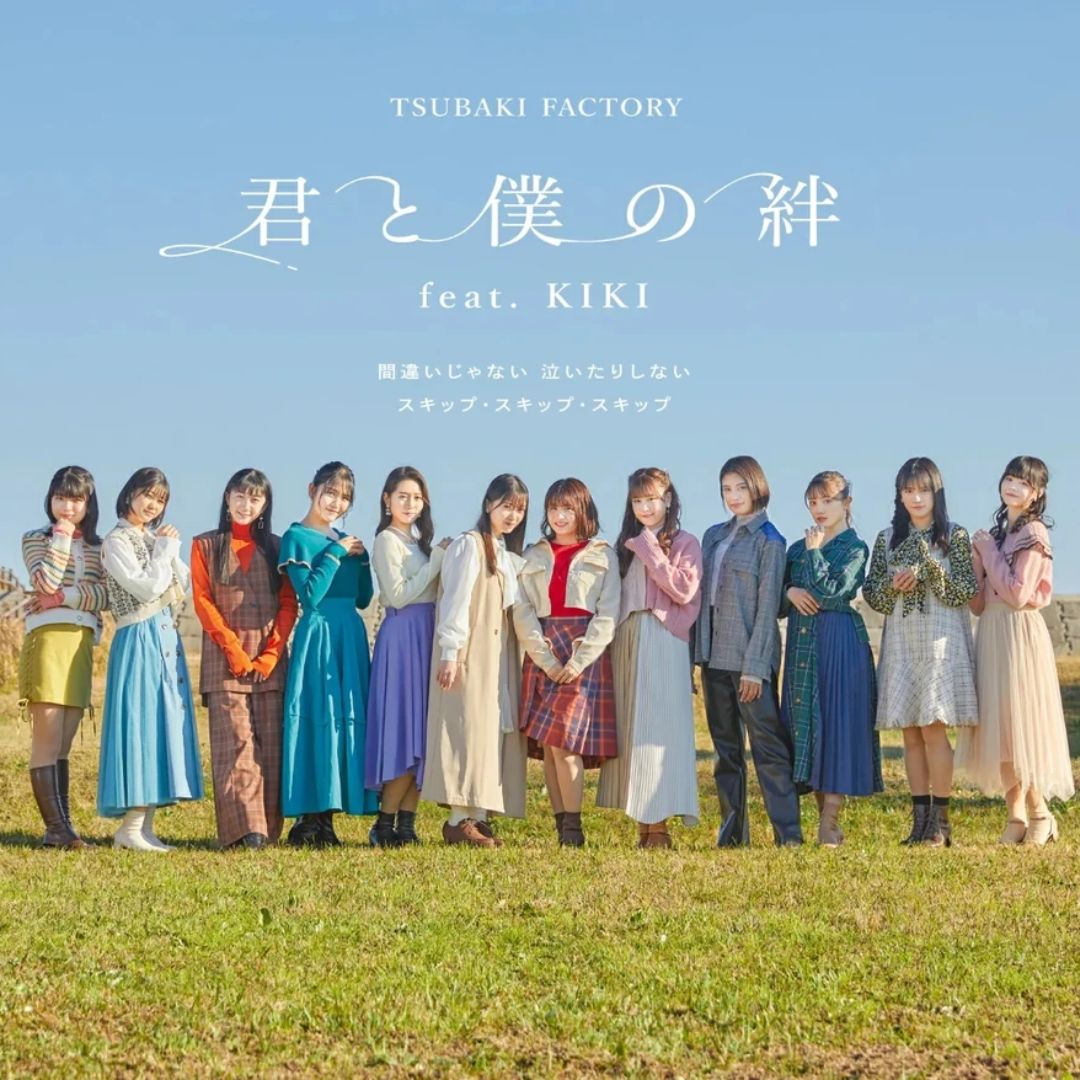 TSUBAKI FACTORY
君と僕の絆
feat. KIKI
間違いじゃない 泣いたりしない
スキップ・スキップ・スキップ